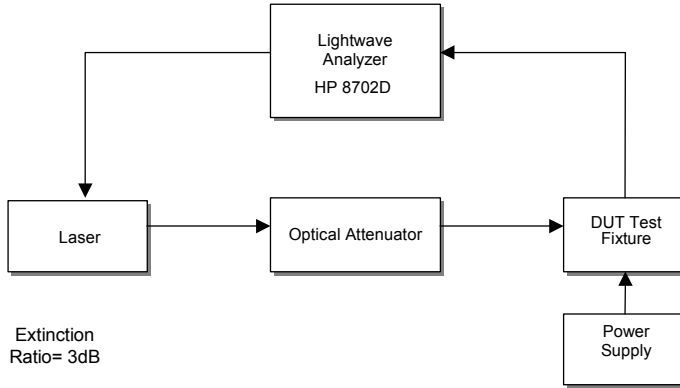 Lightwave
Analyzer
HP 8702D
Laser
Optical Attenuator
DUT Test
Fixture
Extinction
Ratio= 3dB
Power
Supply